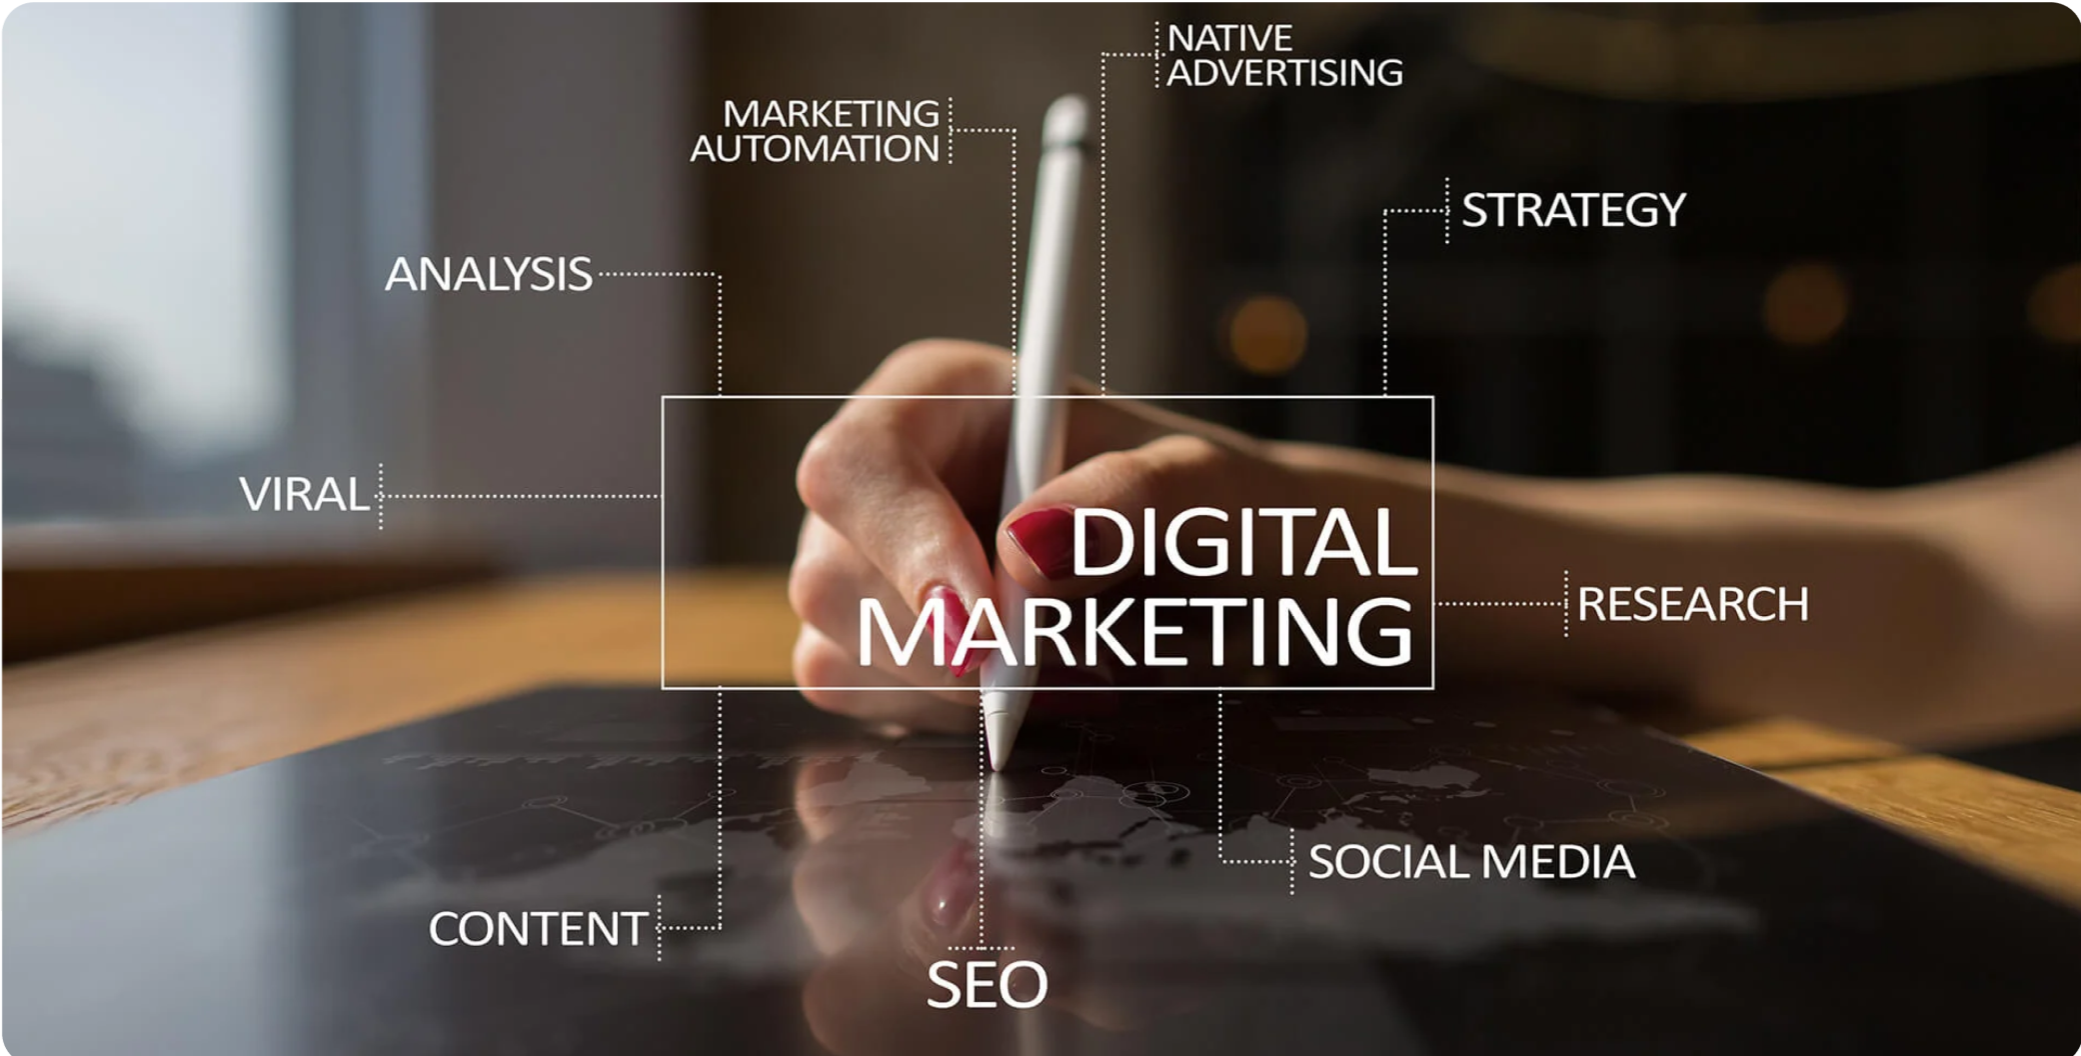 NATIVE
ADVERTISING
MARKETING
AUTOMATION
STRATEGY
ANALYSIS
VIRAL
DIGITAL
MARKETING
RESEARCH
SOCIAL MEDIA
CONTENT
SEO